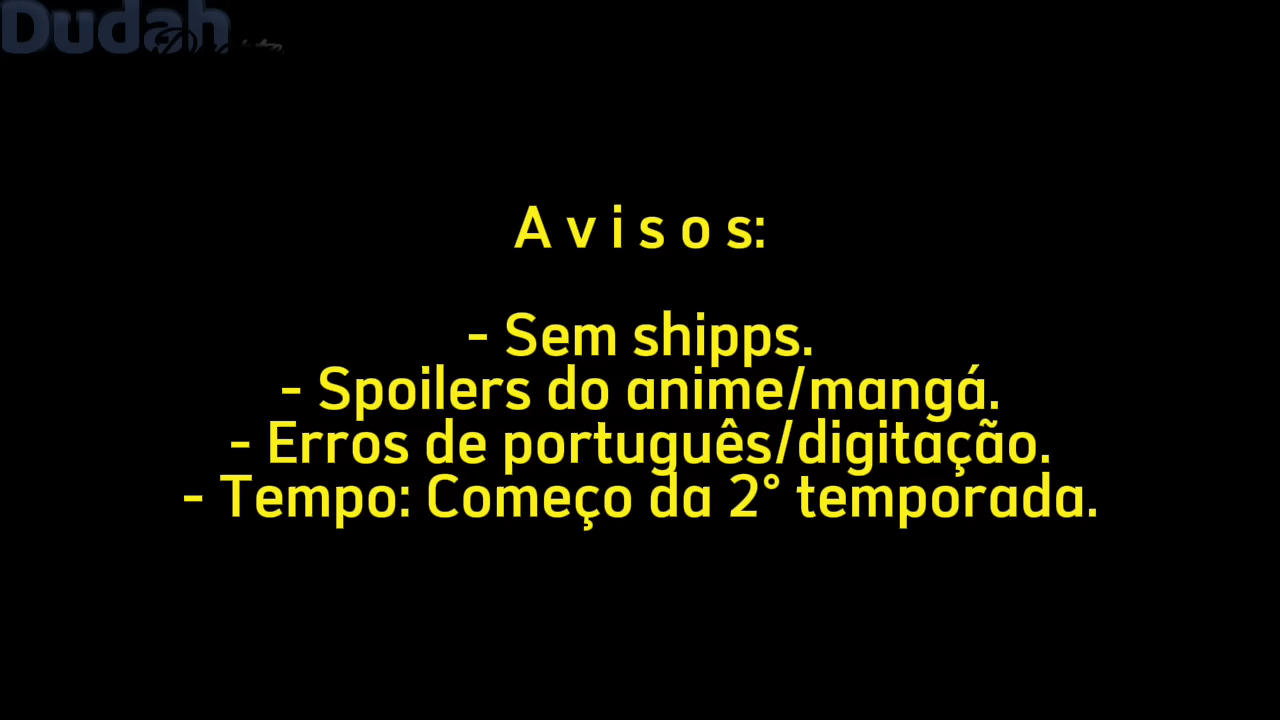 Dudah
A v i s o s:
- Sem shipps.
- Spoilers do anime/mangá.
- Erros de português/digitação.
- Tempo: Começo da 2° temporada.